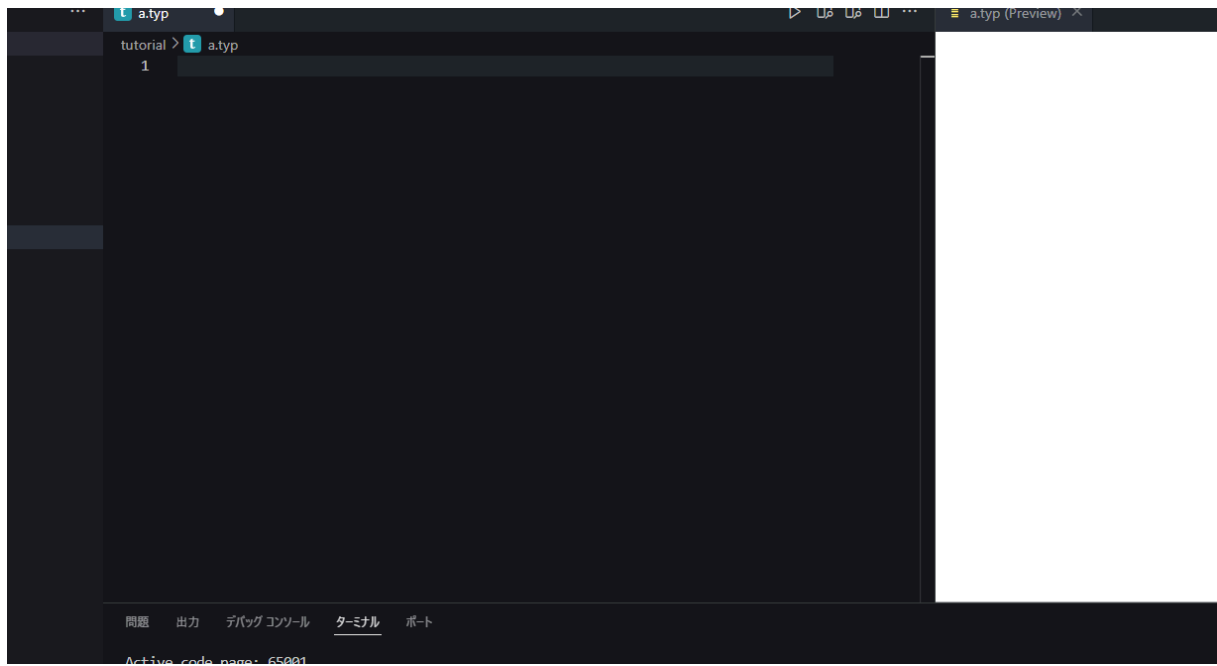 a.typ
a.typ (Preview)
tutorial > a.typ
1
問題 出力 デバッグ コンソール ターミナル ポート
Active code page: 65001